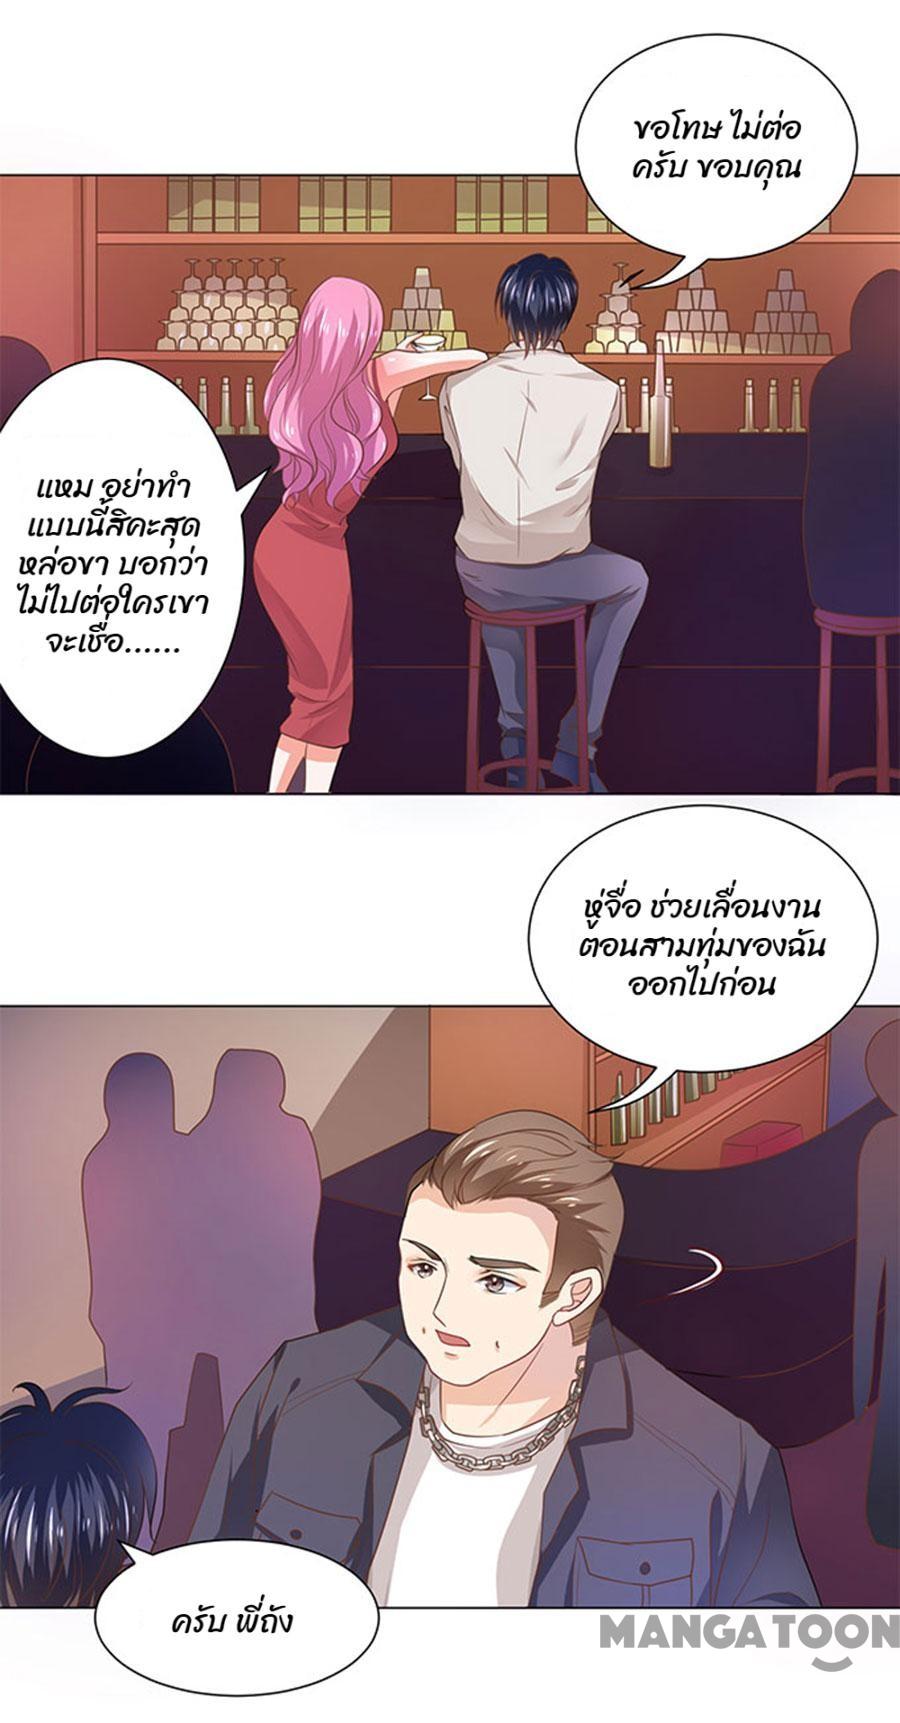 ขอโทษ ไม่ต่อ
ครับ ขอบคุณ
แหม อย่าทำ
แบบนี้สิคะสุด
หล่อขา บอกว่า
ไม่ไปต่อใครเขา
จะเชื่อ......
หู่จื่อ ช่วยเลื่อนงาน
ตอนสามทุ่มของฉัน
ออกไปก่อน
ครับ พี่ถัง
MANGATOON